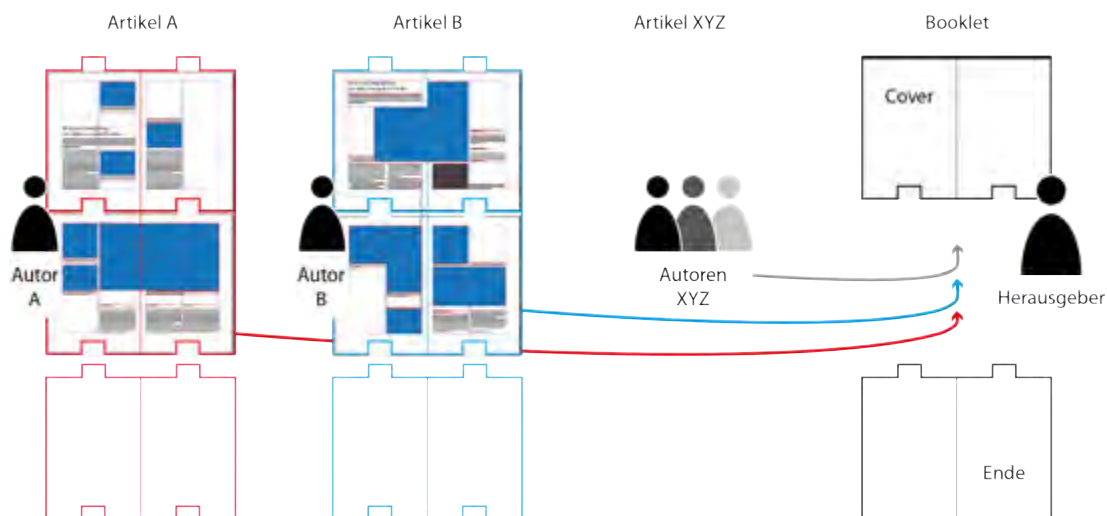 Artikel A
Artikel B
Artikel XYZ
Booklet
Cover
Autor
A
Autor
B
Autoren
XYZ
Herausgeber
Ende